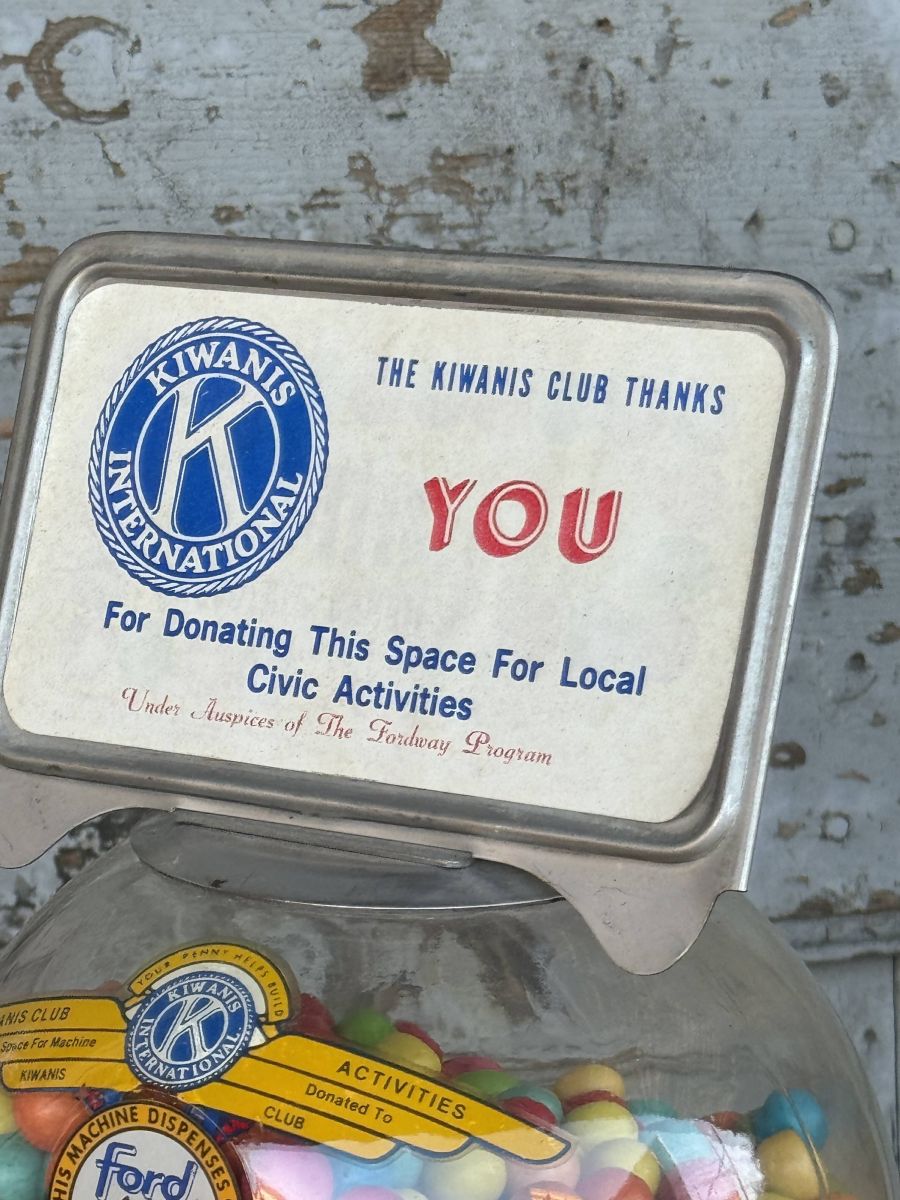 KIWANIS
K
INTERNATIONAL
THE KIWANIS CLUB THANKS
YOU
For Donating This Space For Local
Civic Activities
Under Auspices of The Fordway Program
YOUR PENNY HELPS BUILD
KIWANIS
K
INTERNATIONAL
ANIS CLUB
Space For Machine
KIWANIS
ACTIVITIES
Donated To
CLUB
HIS MACHINE DISPENSES
ford